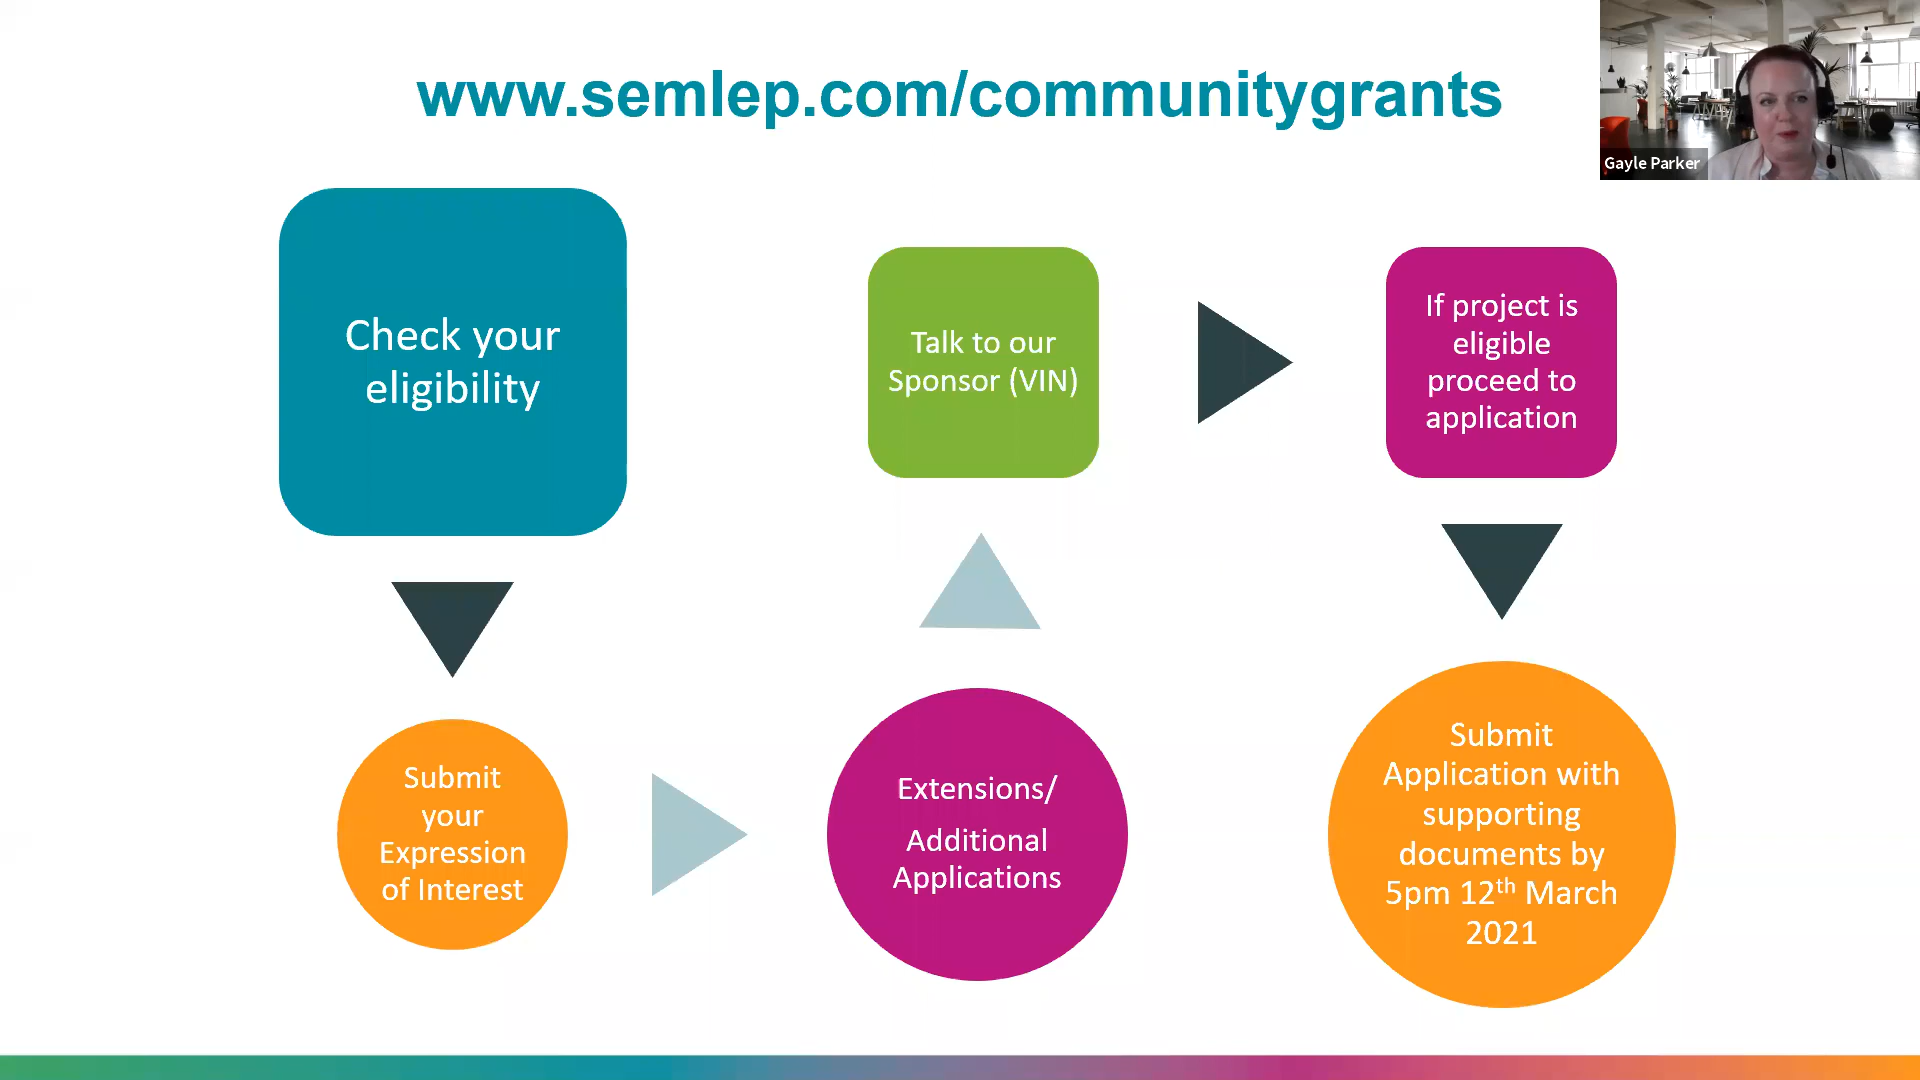 www.semlep.com/communitygrants
Gayle Parker
Check your
eligibility
Submit
your
Expression
of Interest
Extensions/
Additional
Applications
Talk to our
Sponsor (VIN)
If project is
eligible
proceed to
application
Submit
Application with
supporting
documents by
5pm 12th March
2021